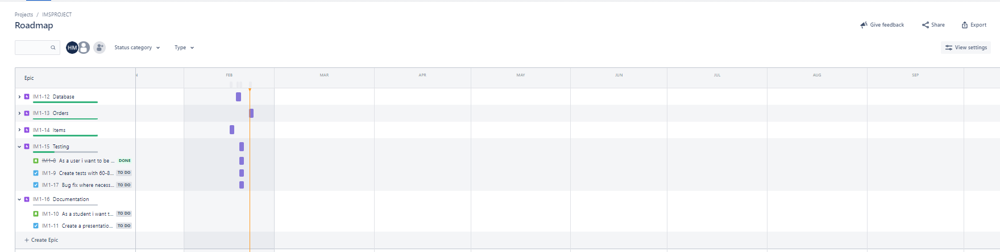 Projects / IMSPROJECT
Roadmap
Give feedback
Share
Export
HM
Status category
Type
View settings
Epic
N
FEB
MAR
APR
MAY
JUN
JUL
AUG
SEP
IM1-12 Database
IM1-13 Orders
IM1-14 Items
IM1-15 Testing
IM1-8 As a user i want to be ... DONE
IM1-9 Create tests with 60-8... TO DO
IM1-17 Bug fix where necess... TO DO
IM1-16 Documentation
IM1-10 As a student i want t... TO DO
IM1-11 Create a presentatio... TO DO
+ Create Epic